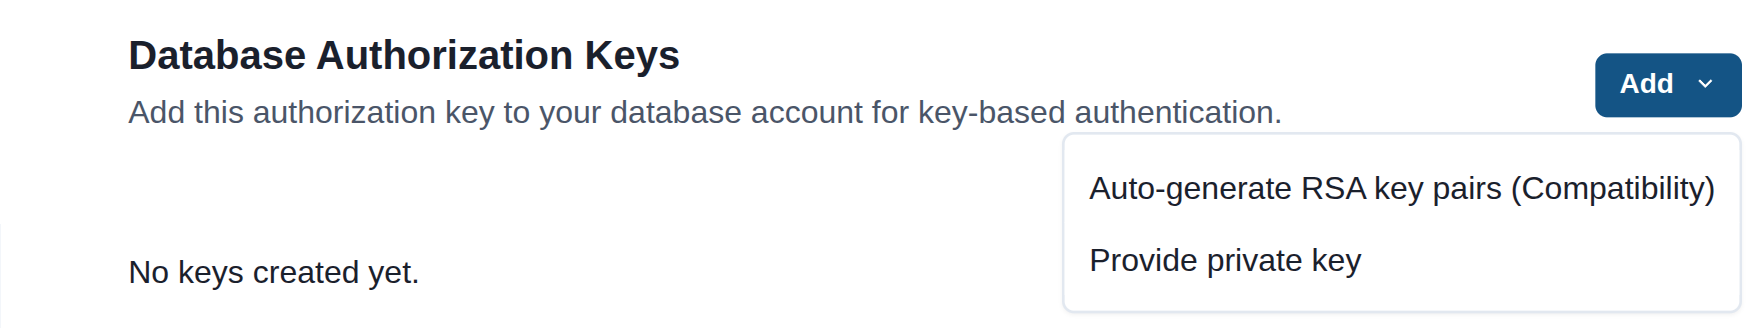 Database Authorization Keys
Add
Add this authorization key to your database account for key-based authentication.
Auto-generate RSA key pairs (Compatibility)
Provide private key
No keys created yet.